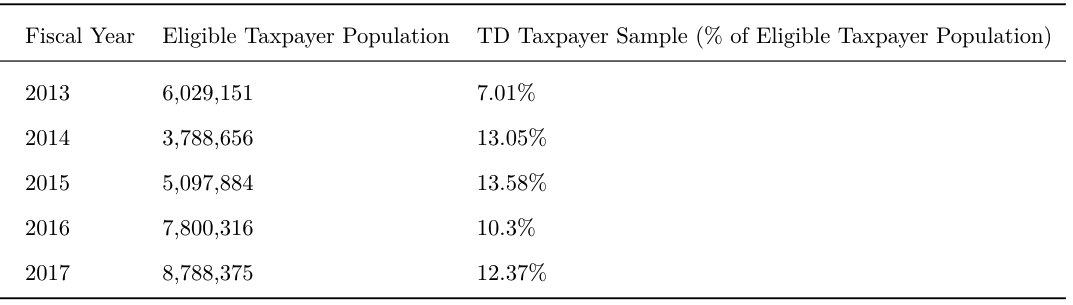 Fiscal Year Eligible Taxpayer Population TD Taxpayer Sample (% of Eligible Taxpayer Population)
2013 6,029,151 7.01%
2014 3,788,656 13.05%
2015 5,097,884 13.58%
2016 7,800,316 10.3%
2017 8,788,375 12.37%